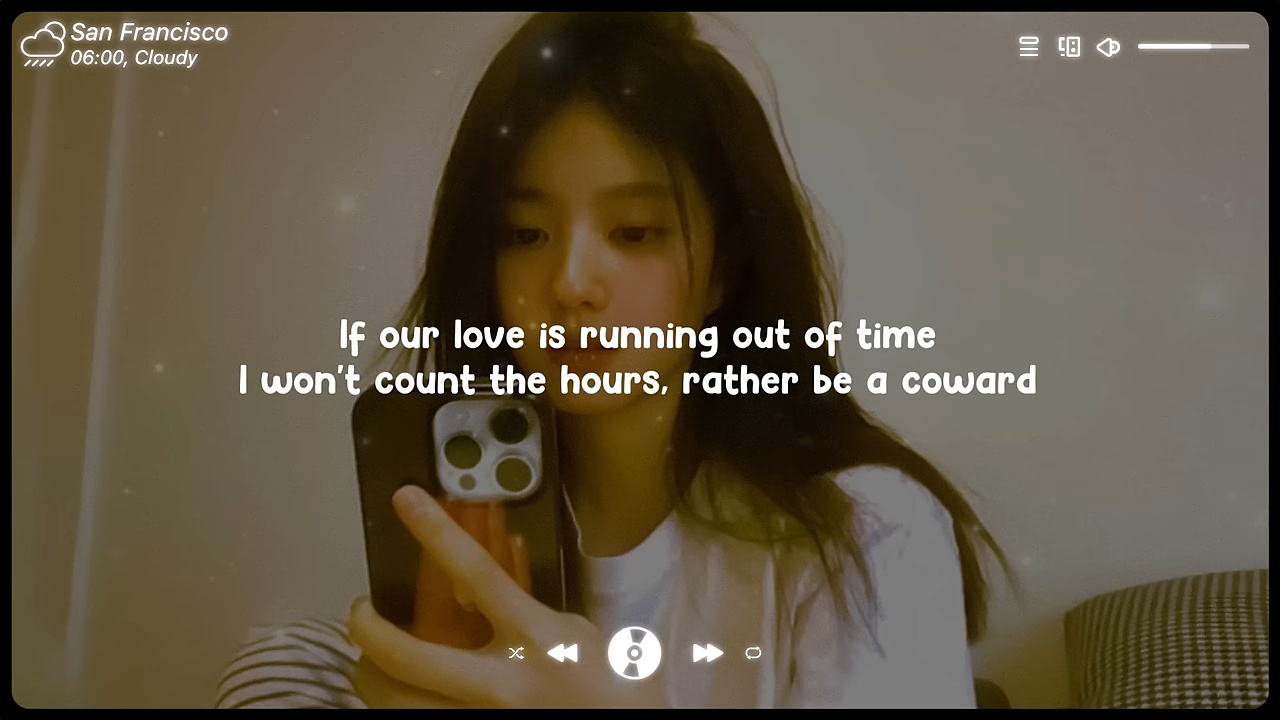 San Francisco
06:00, Cloudy
If our love is running out of time
I won't count the hours, rather be a coward